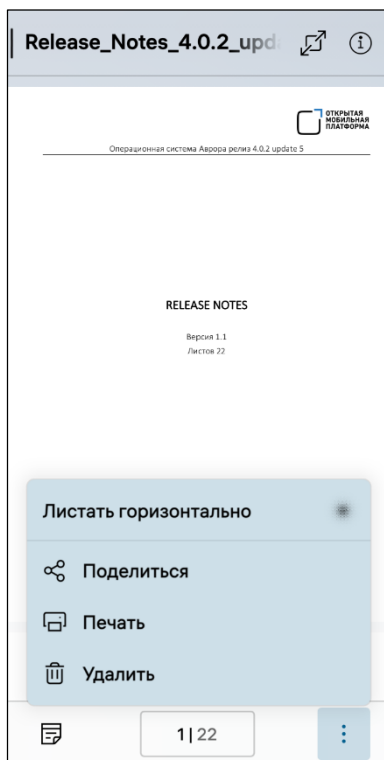 Release_Notes_4.0.2_upd
ОТКРЫТАЯ
МОБИЛЬНАЯ
ПЛАТФОРМА
Операционная система Аврора релиз 4.0.2 update 5
RELEASE NOTES
Версия 1.1
Листов 22
Листать горизонтально
Поделиться
Печать
Удалить
1|22